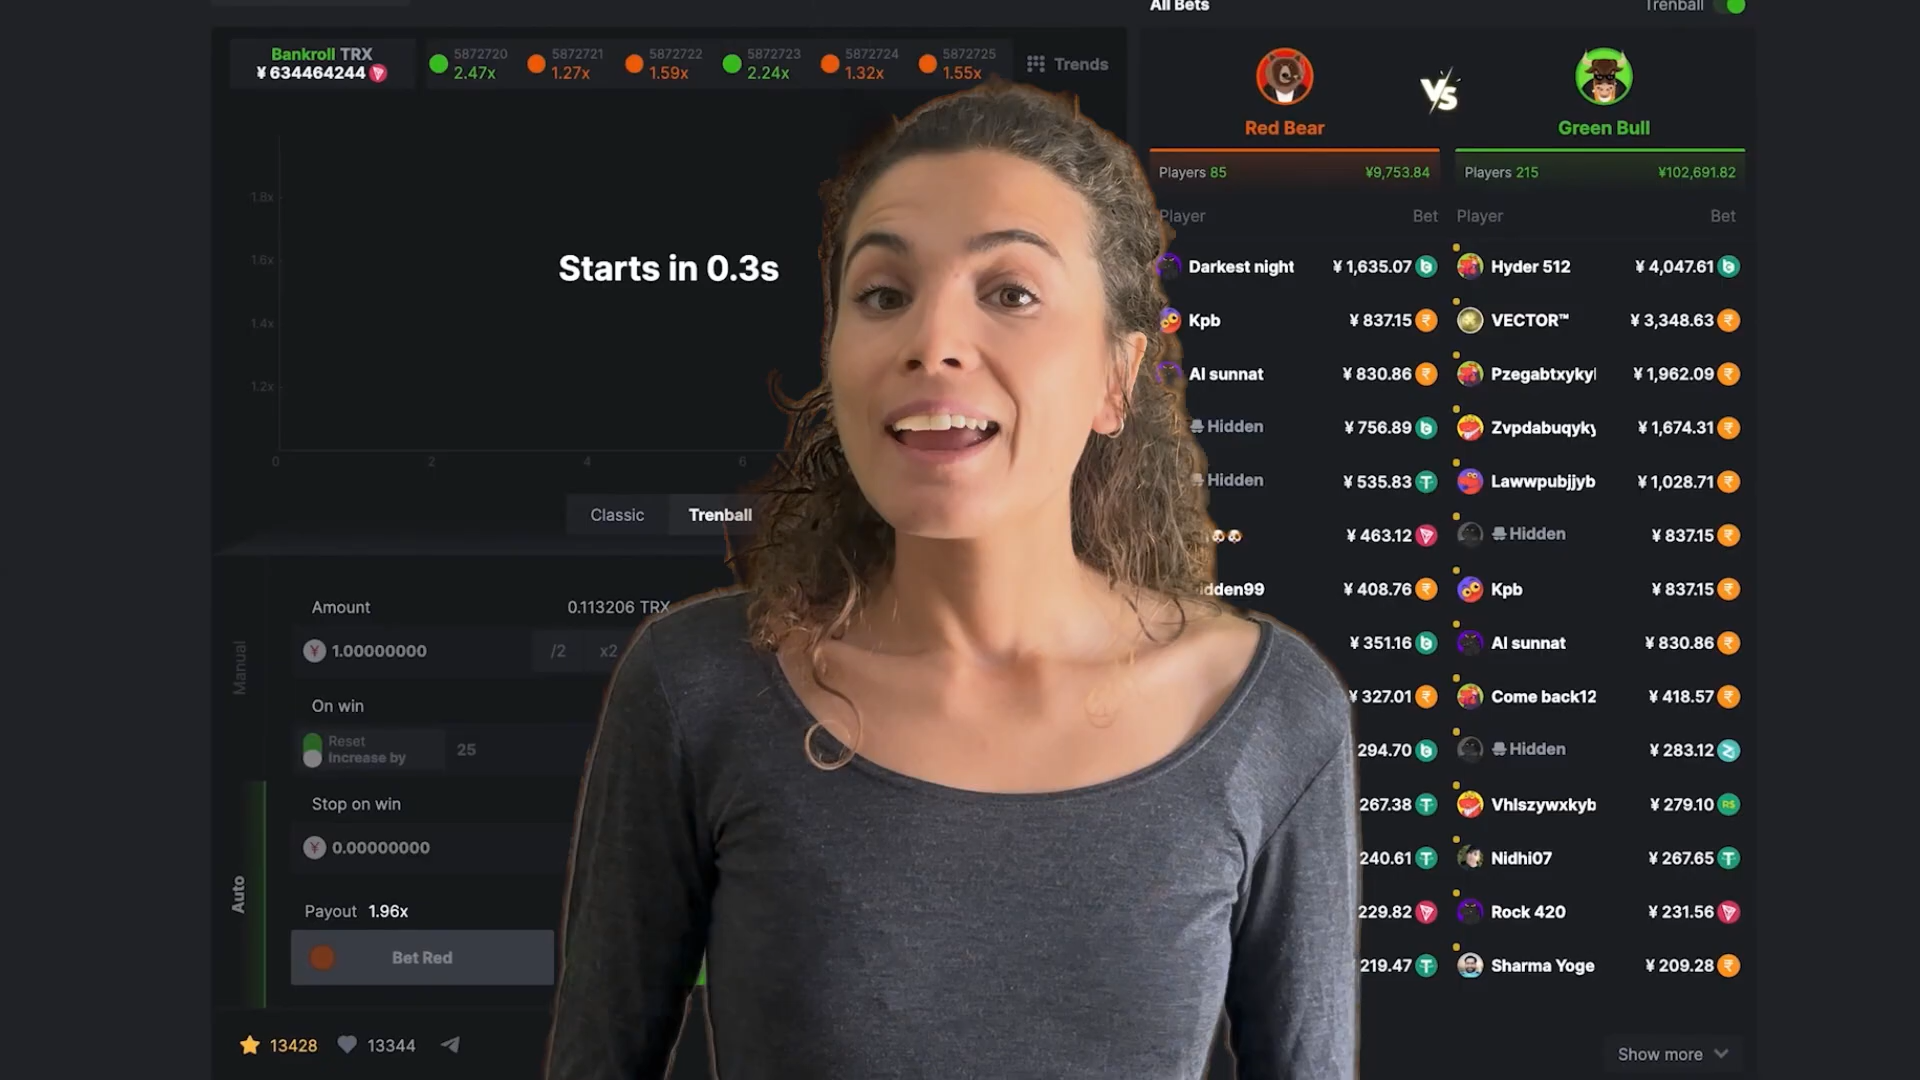 All Bets
Trenball
Bankroll TRX
¥ 634464244
5872720
2.47x
5872721
1.27x
5872722
1.59x
5872723
2.24x
5872724
1.32x
5872725
1.55x
Trends
1.8x
1.6x
1.4x
1.2x
0
2
4
6
Starts in 0.3s
Classic
Trenball
Manual
Auto
Amount
0.113206 TRX
1.00000000
/2
x2
On win
Reset
Increase by
25
Stop on win
0.00000000
Payout 1.96x
Bet Red
13428
13344
VS
Red Bear
Players 85
¥9,753.84
Player
Bet
Darkest night ¥ 1,635.07
Kpb ¥ 837.15
Al sunnat ¥ 830.86
Hidden ¥ 756.89
Hidden ¥ 535.83
¥ 463.12
dden99 ¥ 408.76
¥ 351.16
¥ 327.01
294.70
267.38
240.61
229.82
219.47
Green Bull
Players 215
¥102,691.82
Player
Bet
Hyder 512 ¥ 4,047.61
VECTOR™ ¥ 3,348.63
Pzegabtxyky ¥ 1,962.09
Zvpdabuqyky ¥ 1,674.31
Lawwpubjjyb ¥ 1,028.71
Hidden ¥ 837.15
Kpb ¥ 837.15
Al sunnat ¥ 830.86
Come back12 ¥ 418.57
Hidden ¥ 283.12
Vhlszywxkyb ¥ 279.10
Nidhi07 ¥ 267.65
Rock 420 ¥ 231.56
Sharma Yoge ¥ 209.28
Show more